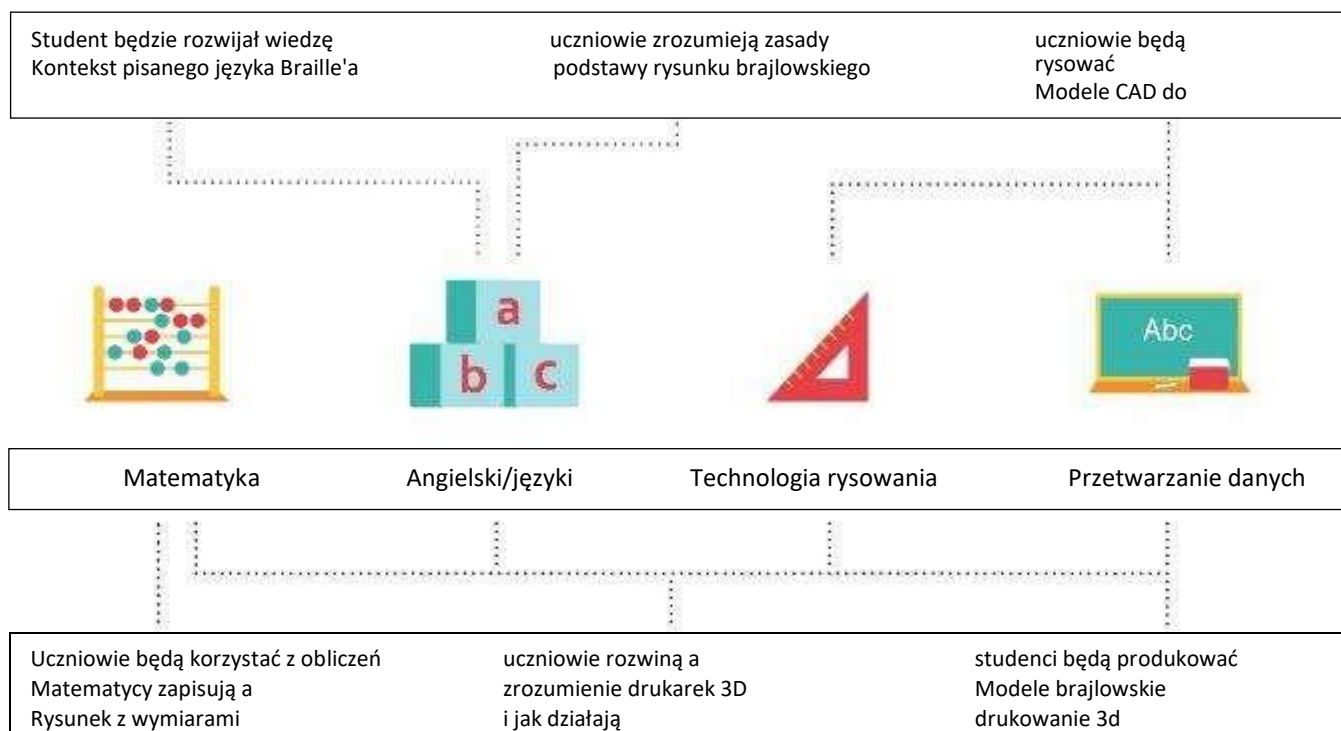 Student będzie rozwijał wiedzę
Kontekst pisanego języka Braille'a
uczniowie zrozumieją zasady
podstawy rysunku brajlowskiego
uczniowie będą
rysować
Modele CAD do
a
b c
Abc
Matematyka
Angielski/języki
Technologia rysowania
Przetwarzanie danych
Uczniowie będą korzystać z obliczeń
Matematycy zapisują a
Rysunek z wymiarami
uczniowie rozwiną a
zrozumienie drukarek 3D
i jak działają
studenci będą produkować
Modele brajlowskie
drukowanie 3d